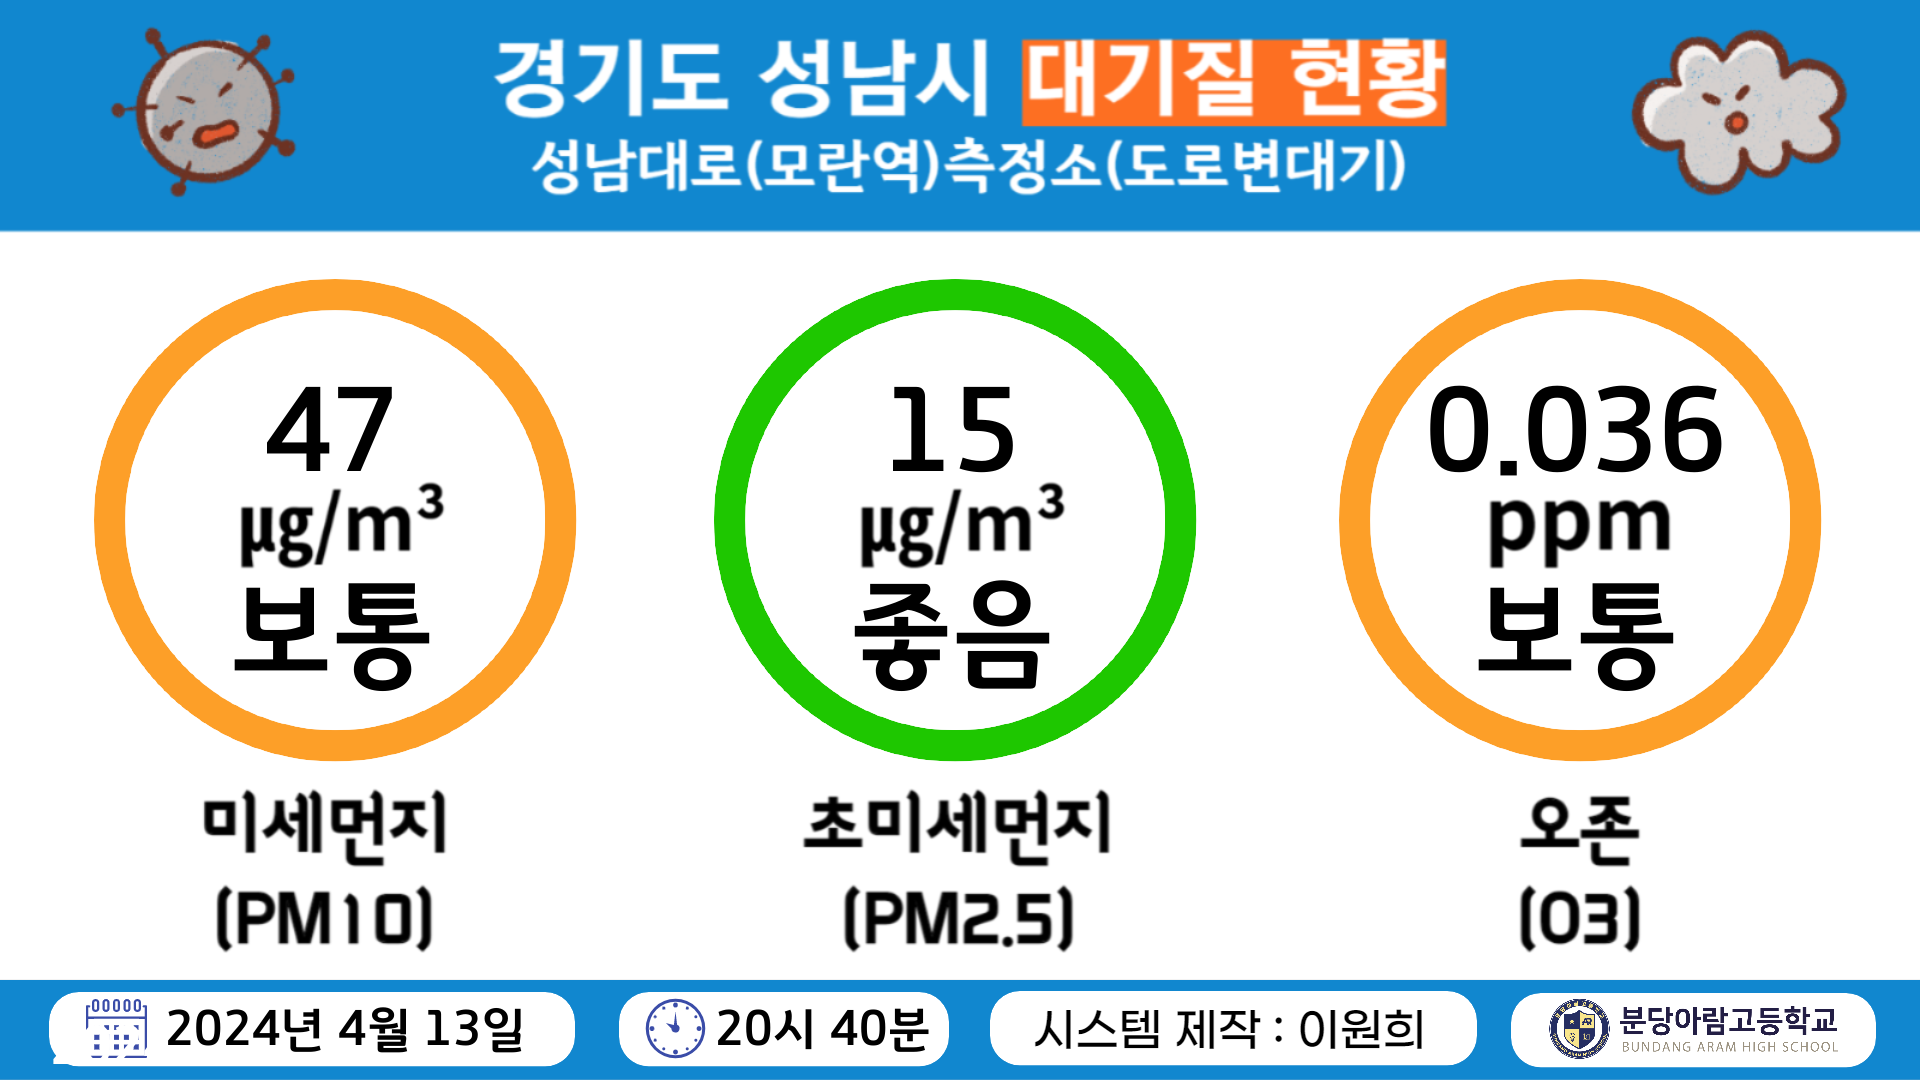 경기도 성남시 대기질 현황
성남대로(모란역)측정소(도로변대기)
47
㎍/m³
보통
15
㎍/m³
좋음
0.036
ppm
보통
미세먼지
(PM10)
초미세먼지
(PM2.5)
오존
(O3)
2024년 4월 13일
20시 40분
시스템 제작 : 이원희
분당아람고등학교
BUNDANG ARAM HIGH SCHOOL